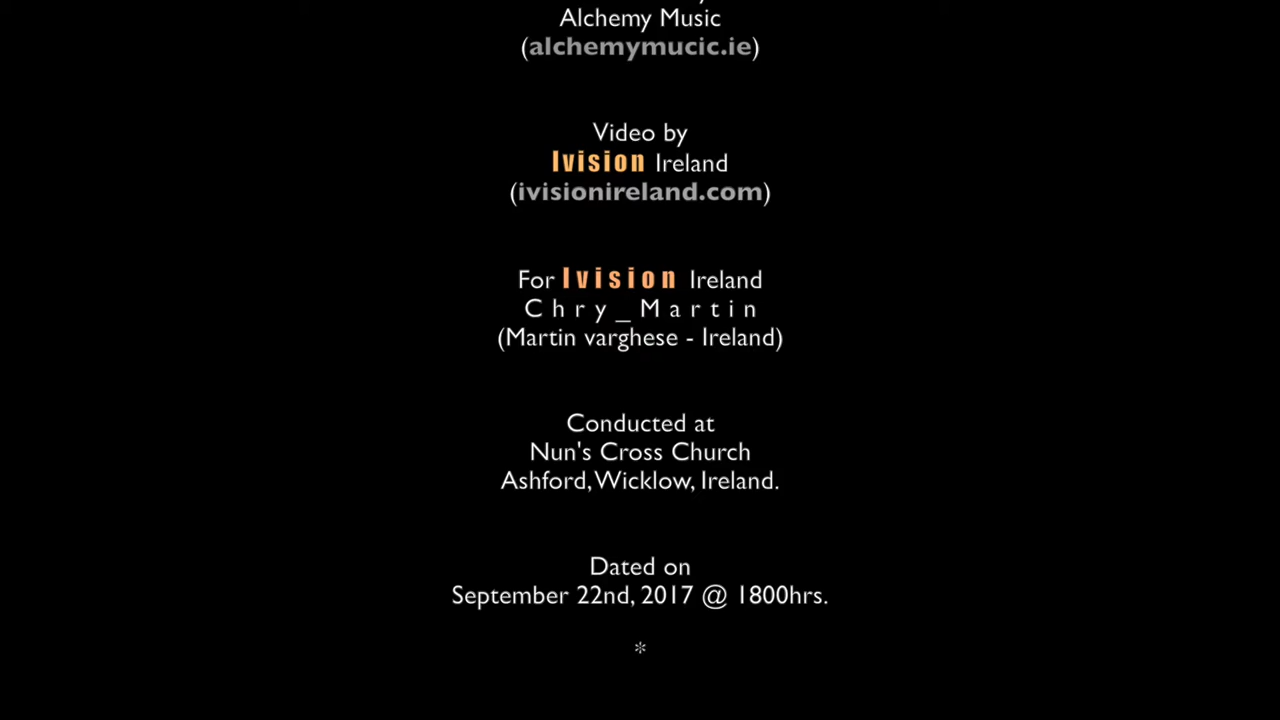 Alchemy Music
(alchemymucic.ie)
Video by
Ivision Ireland
(ivisionireland.com)
For Ivision Ireland
Chry_Martin
(Martin varghese - Ireland)
Conducted at
Nun's Cross Church
Ashford, Wicklow, Ireland.
Dated on
September 22nd, 2017 @ 1800hrs.
*